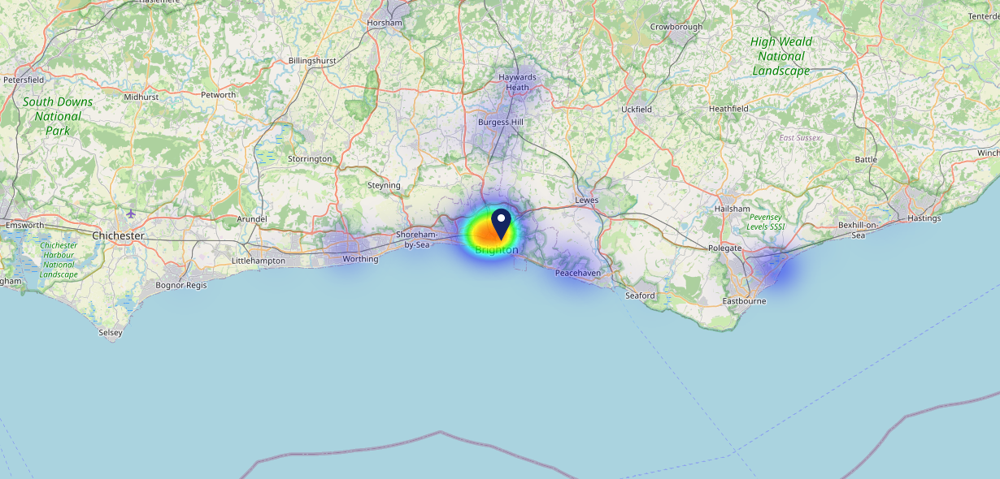 Haslemere
Horsham
Crowborough
Tenterde
High Weald
National
Landscape
Billingshurst
Petersfield
Haywards
Heath
Midhurst
Petworth
South Downs
National
Park
Uckfield
Heathfield
Burgess Hill
East Sussex
Storrington
Battle
Winch
Steyning
Lewes
Hailsham
Pevensey
Levels SSSI
Arundel
Emsworth
Chichester
Bexhill-on-
Sea
Hastings
Shoreham-
by-Sea
Chichester
Harbour
National
Landscape
Brighton
Polegate
Littlehampton
Worthing
Peacehaven
gham
Bognor Regis
Seaford
Eastbourne
Selsey